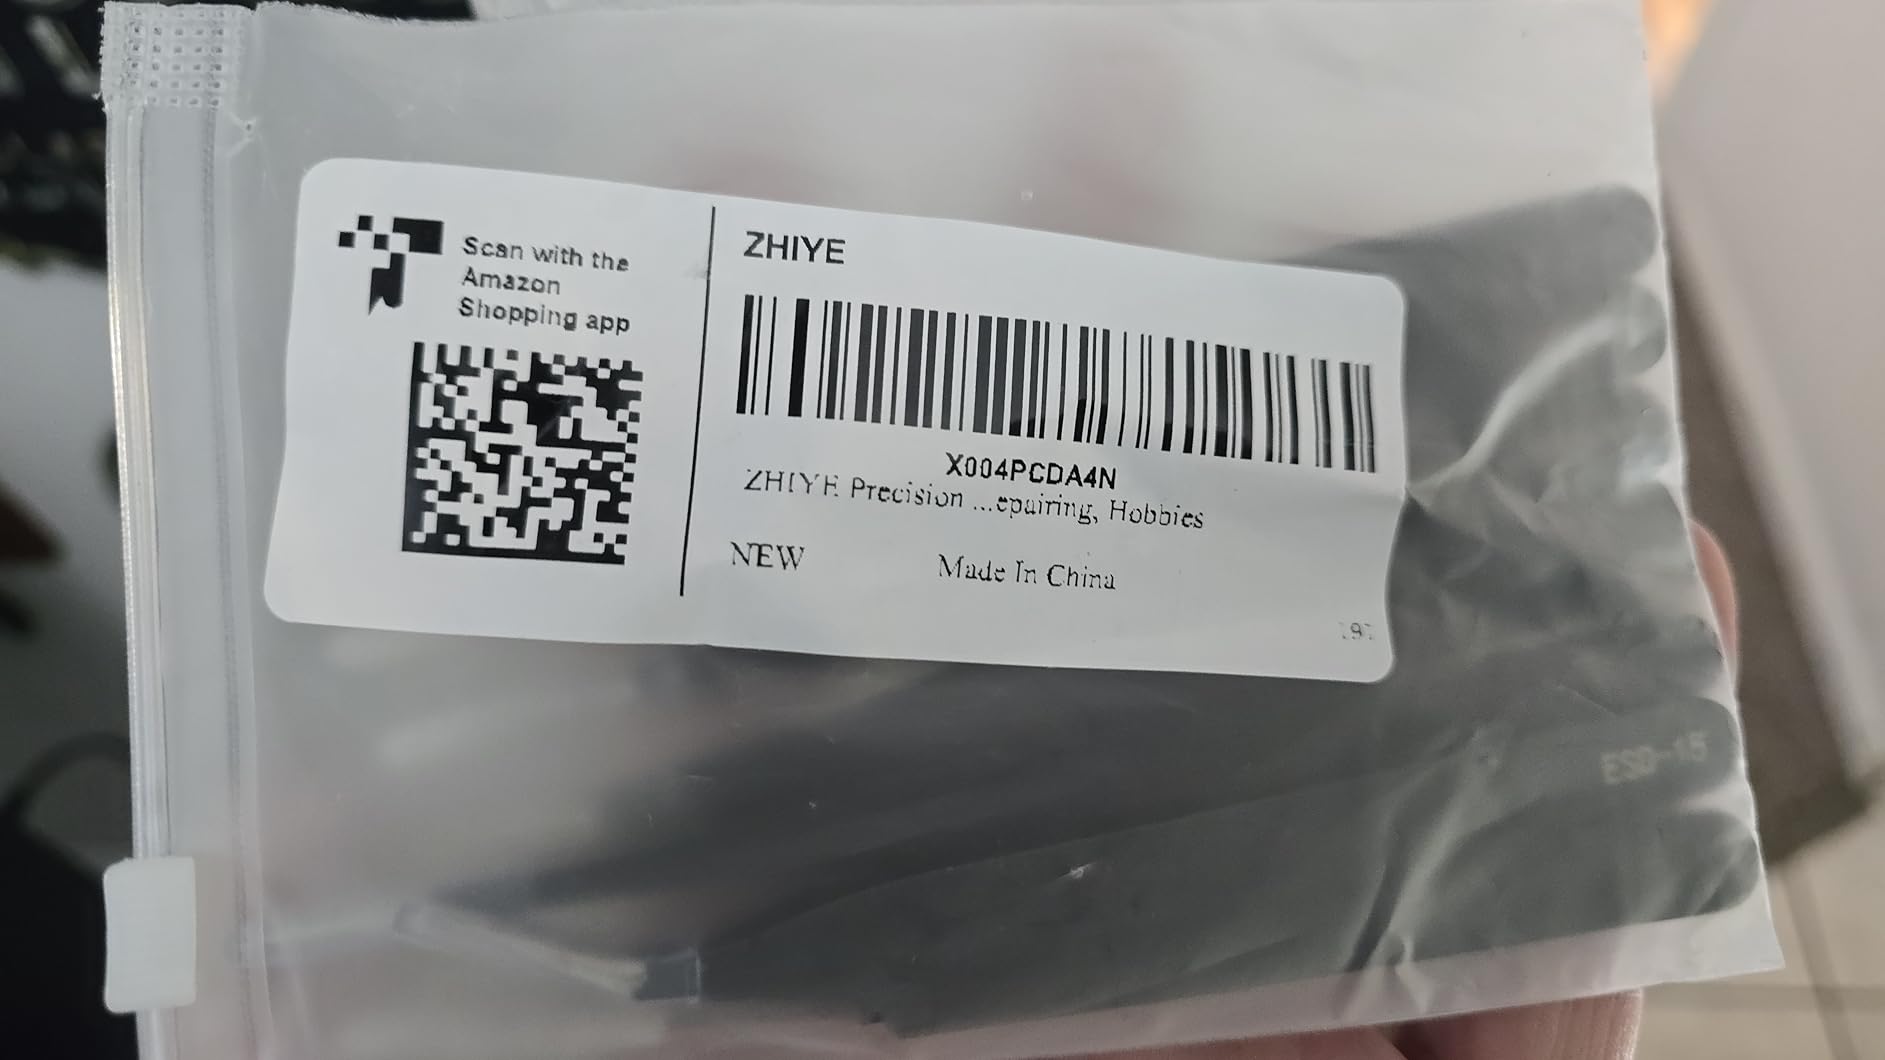 Scan with the
Amazon
Shopping app
ZHIYE
X004PCDA4N
ZHIYE Precision ...epairing, Hobbies
NEW
Made In China
ESD-15